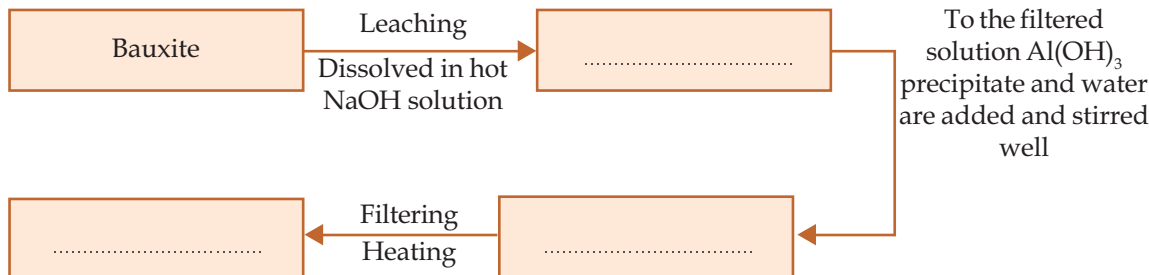 Bauxite
Leaching
Dissolved in hot
NaOH solution
................................
To the filtered
solution Al(OH)₃
precipitate and water
are added and stirred
well
................................
Filtering
Heating
................................